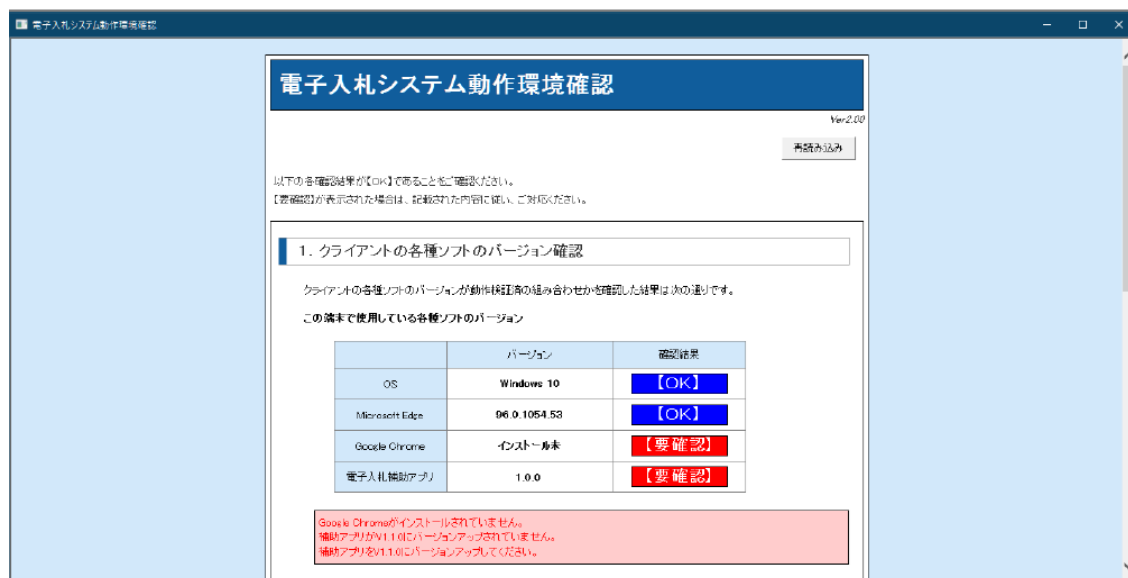 電子入札システム動作環境確認
電子入札システム動作環境確認
Ver2.00
再読み込み
以下の各確認結果が【OK】であることをご確認ください。
【要確認】が表示された場合は、記載された内容に従い、ご対応ください。
1. クライアントの各種ソフトのバージョン確認
クライアントの各種ソフトのバージョンが動作検証済の組み合わせかを確認した結果は次の通りです。
この端末で使用している各種ソフトのバージョン
バージョン 確認結果
OS Windows 10 【OK】
Microsoft Edge 96.0.1054.53 【OK】
Google Chrome インストール未 【要確認】
電子入札補助アプリ 1.0.0 【要確認】
Google Chromeがインストールされていません。
補助アプリがV1.1.0にバージョンアップされていません。
補助アプリをV1.1.0にバージョンアップしてください。